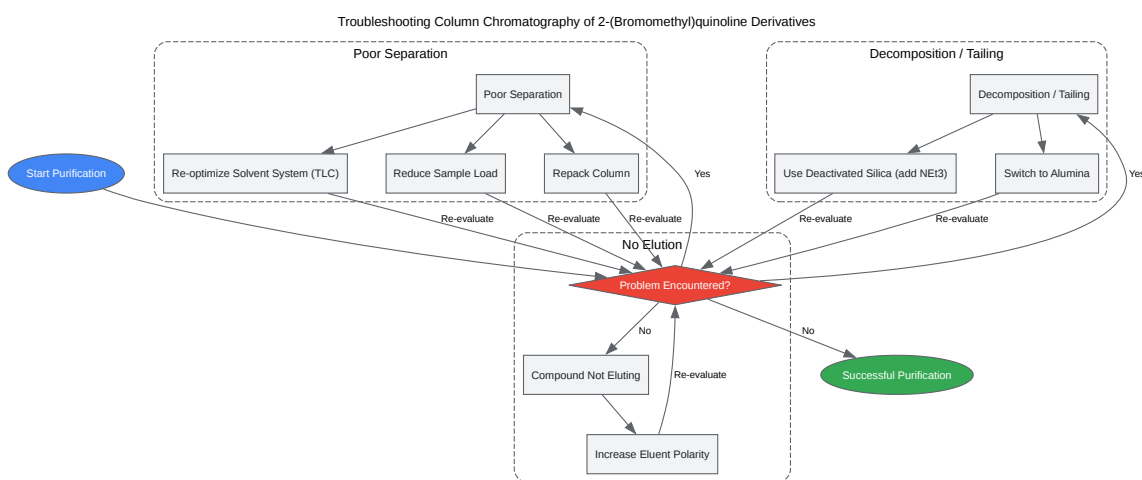 Troubleshooting Column Chromatography of 2-(Bromomethyl)quinoline Derivatives
Poor Separation
Decomposition / Tailing
Poor Separation
Decomposition / Tailing
Start Purification
Re-optimize Solvent System (TLC)
Reduce Sample Load
Repack Column
Yes
Use Deactivated Silica (add NEt3)
Switch to Alumina
Yes
Re-evaluate
Re-evaluate
Re-evaluate
Re-evaluate
Re-evaluate
No Elution
Problem Encountered?
No
No
Compound Not Eluting
Re-evaluate
Successful Purification
Increase Eluent Polarity